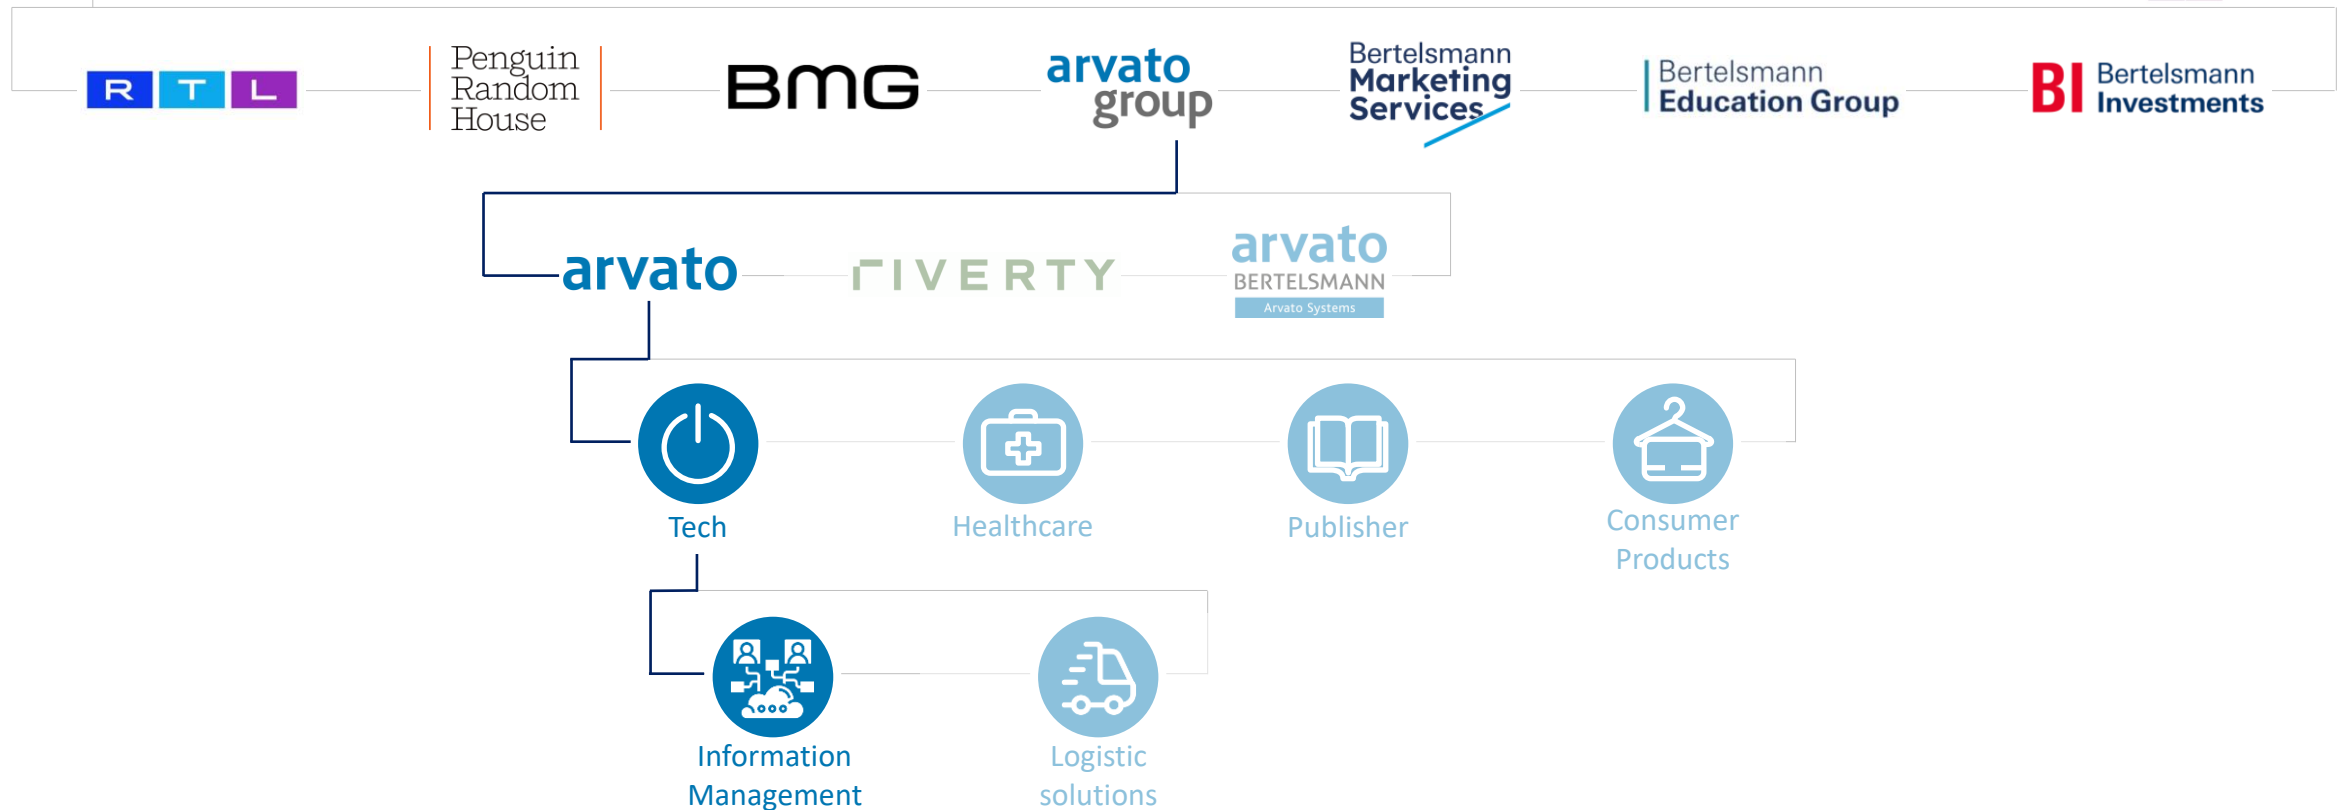 RTL
Penguin
Random
House
BMG
arvato
group
Bertelsmann
Marketing
Services
Bertelsmann
Education Group
BI
Bertelsmann
Investments
arvato
RIVERTY
arvato
BERTELSMANN
Arvato Systems
Tech
Healthcare
Publisher
Consumer
Products
Information
Management
Logistic
solutions